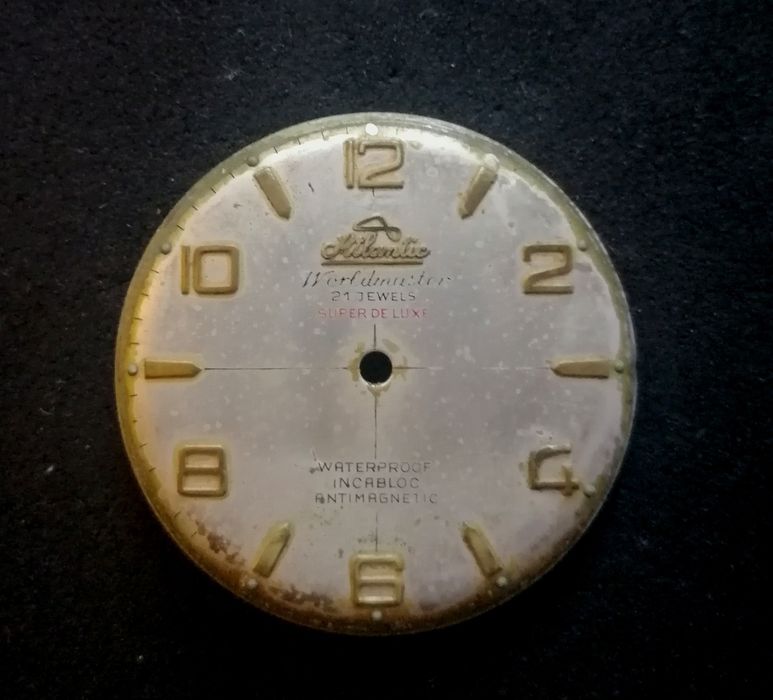 12
10
2
Atlantic
Worldmaster
21 JEWELS
SUPER DE LUXE
8
4
WATERPROOF
INCABLOC
ANTIMAGNETIC
6